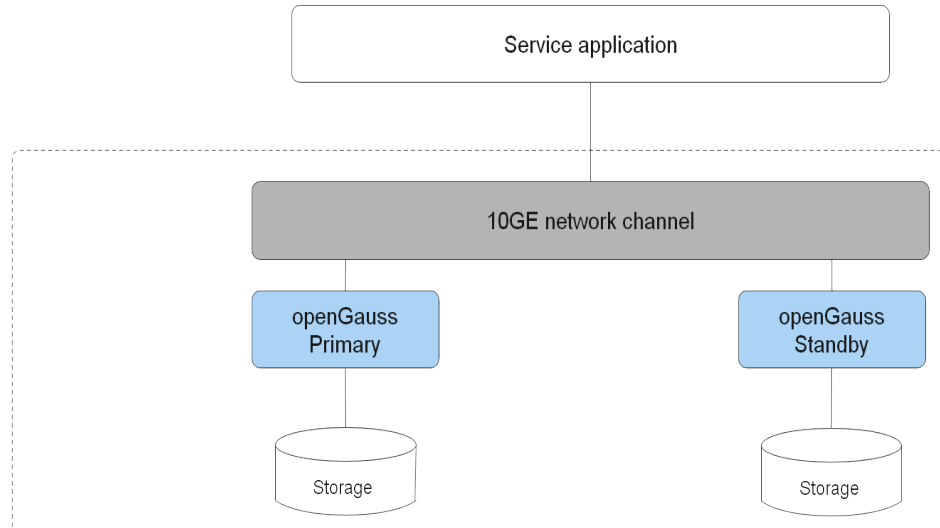 Service application
10GE network channel
openGauss
Primary
openGauss
Standby
Storage
Storage